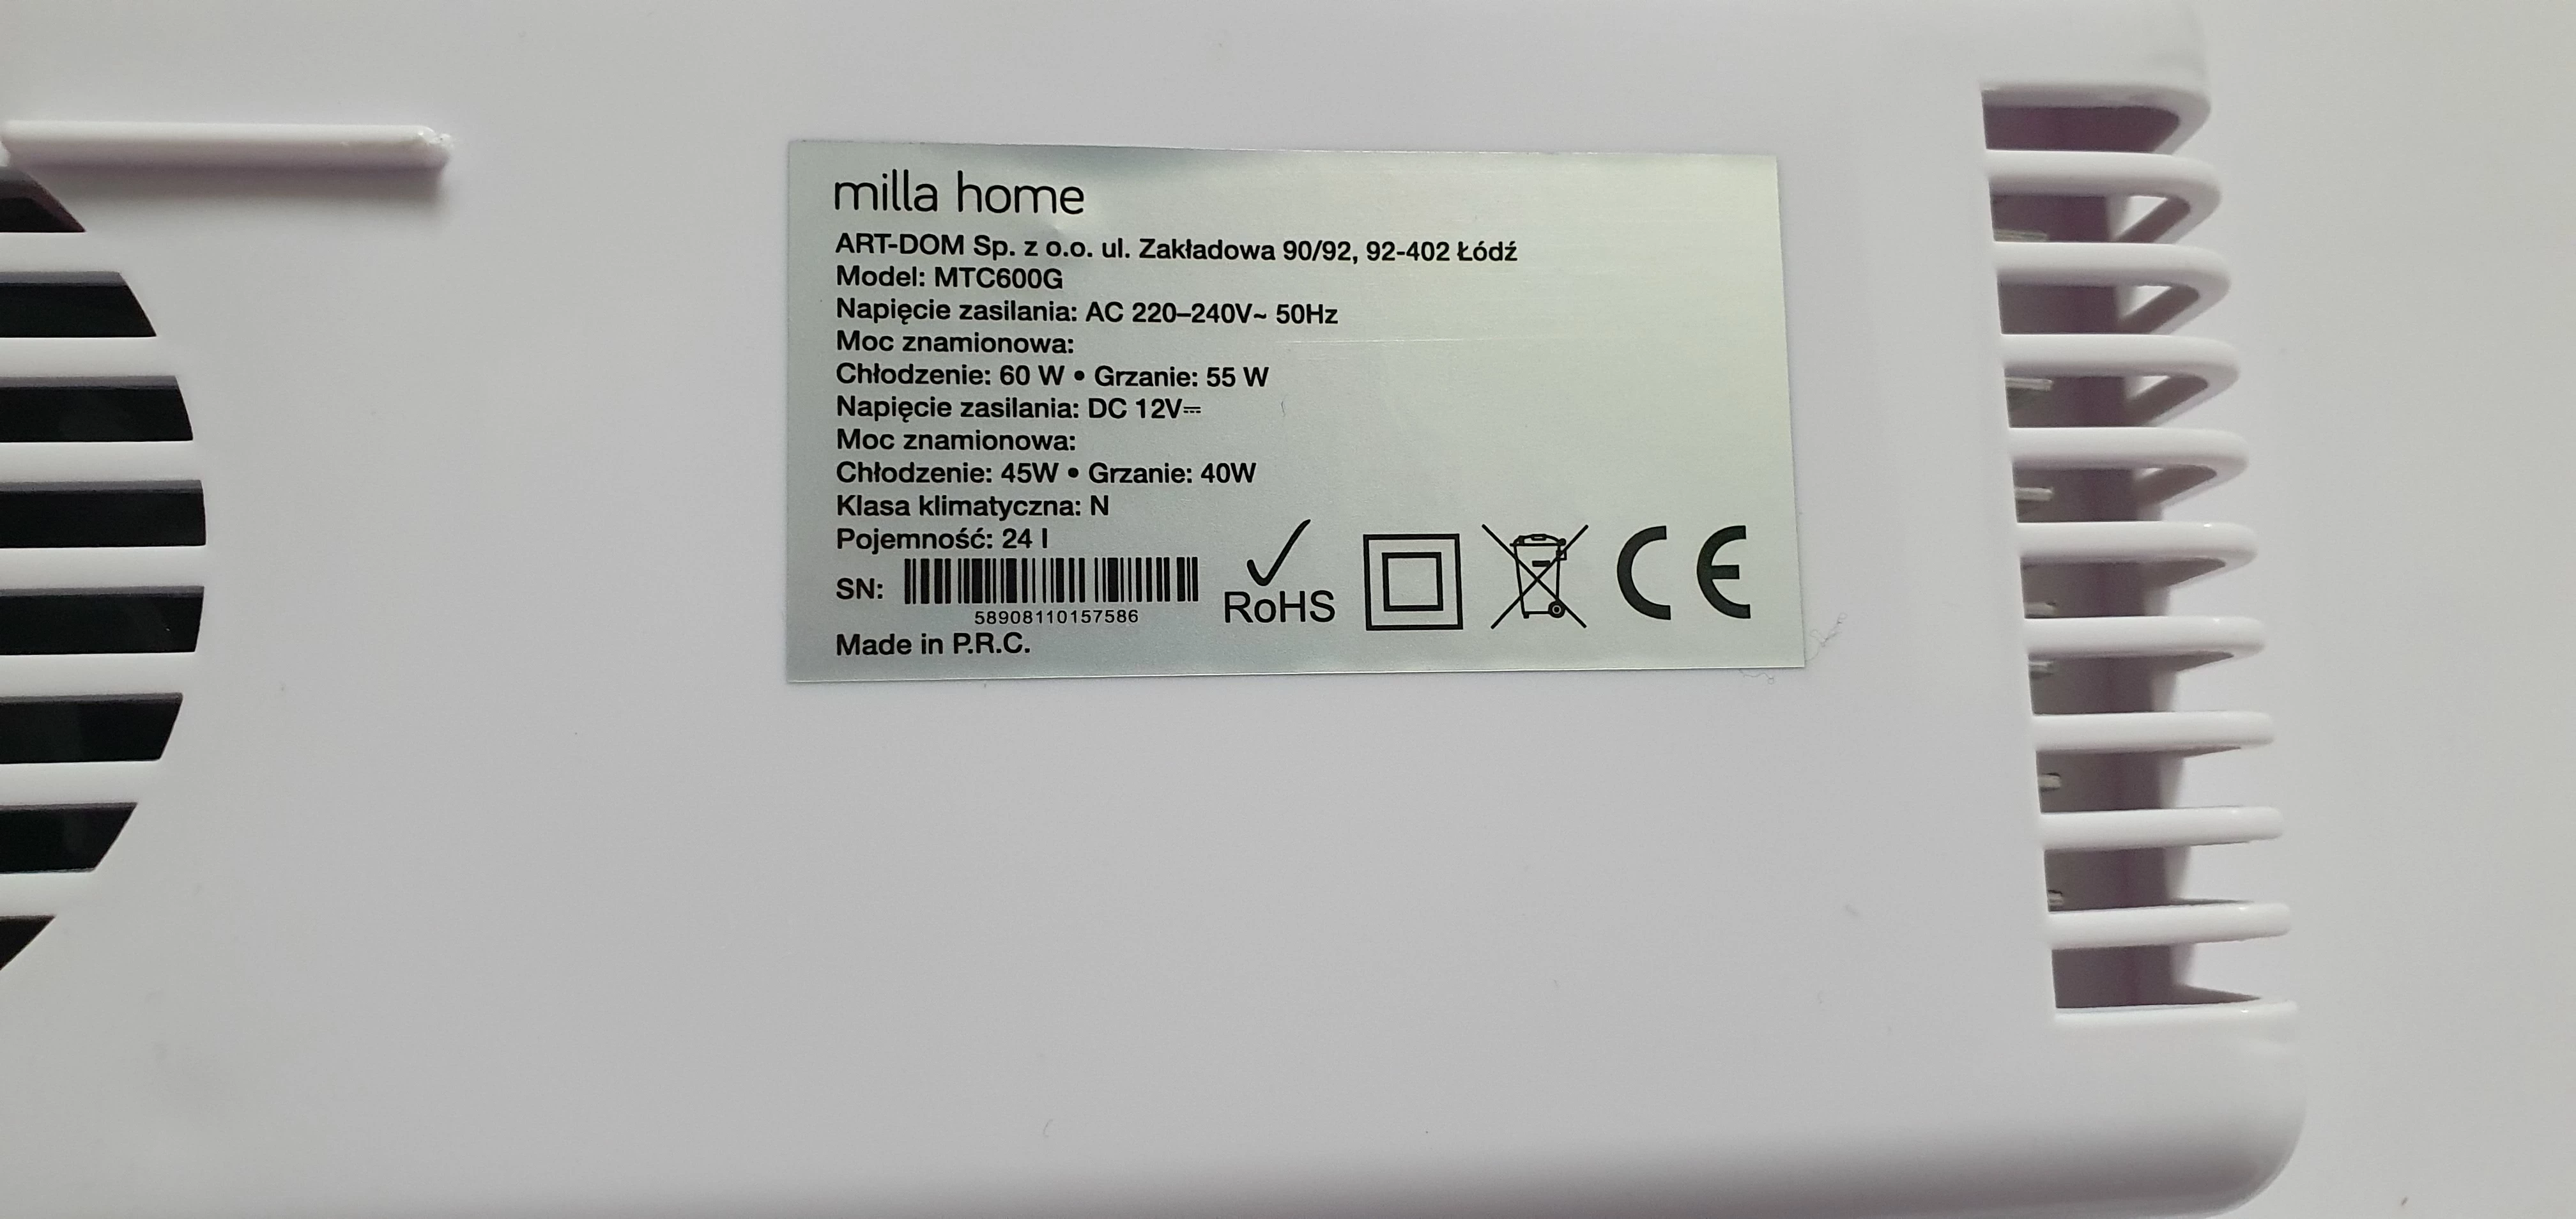 milla home
ART-DOM Sp. z o.o. ul. Zakładowa 90/92, 92-402 Łódź
Model: MTC600G
Napięcie zasilania: AC 220–240V~ 50Hz
Moc znamionowa:
Chłodzenie: 60 W • Grzanie: 55 W
Napięcie zasilania: DC 12V⎓
Moc znamionowa:
Chłodzenie: 45W • Grzanie: 40W
Klasa klimatyczna: N
Pojemność: 24 l
SN:
58908110157586
RoHS
CE
Made in P.R.C.